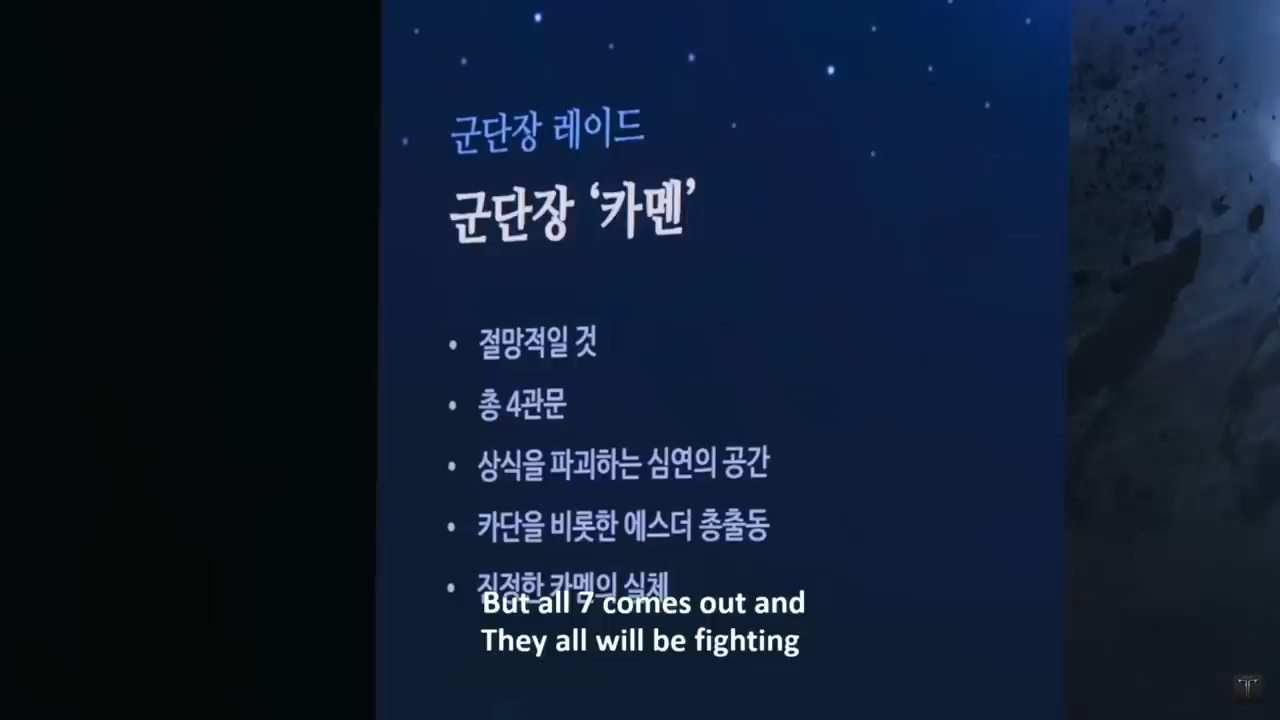 군단장 레이드
군단장 ‘카멘’
• 절망적일 것
• 총 4관문
• 상식을 파괴하는 심연의 공간
• 카단을 비롯한 에스더 총출동
• 진정한 카멘의 실체
But all 7 comes out and
They all will be fighting